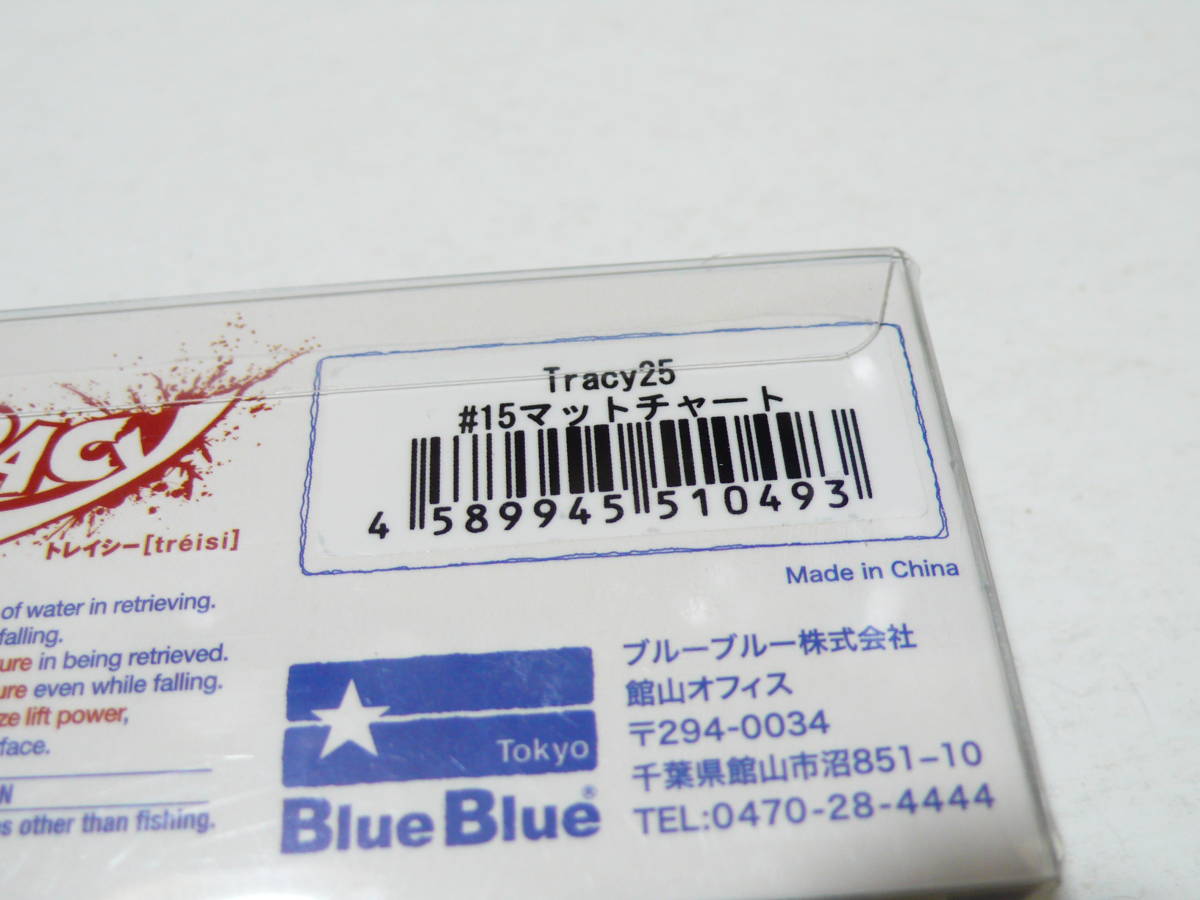 Tracy25
#15マットチャート
4 589945 510493
Made in China
RACY
トレイシー[tréisi]
of water in retrieving.
falling.
ure in being retrieved.
ure even while falling.
ze lift power,
face.
N
es other than fishing.
Tokyo
BlueBlue®
ブルーブルー株式会社
館山オフィス
〒294-0034
千葉県館山市沼851-10
TEL:0470-28-4444